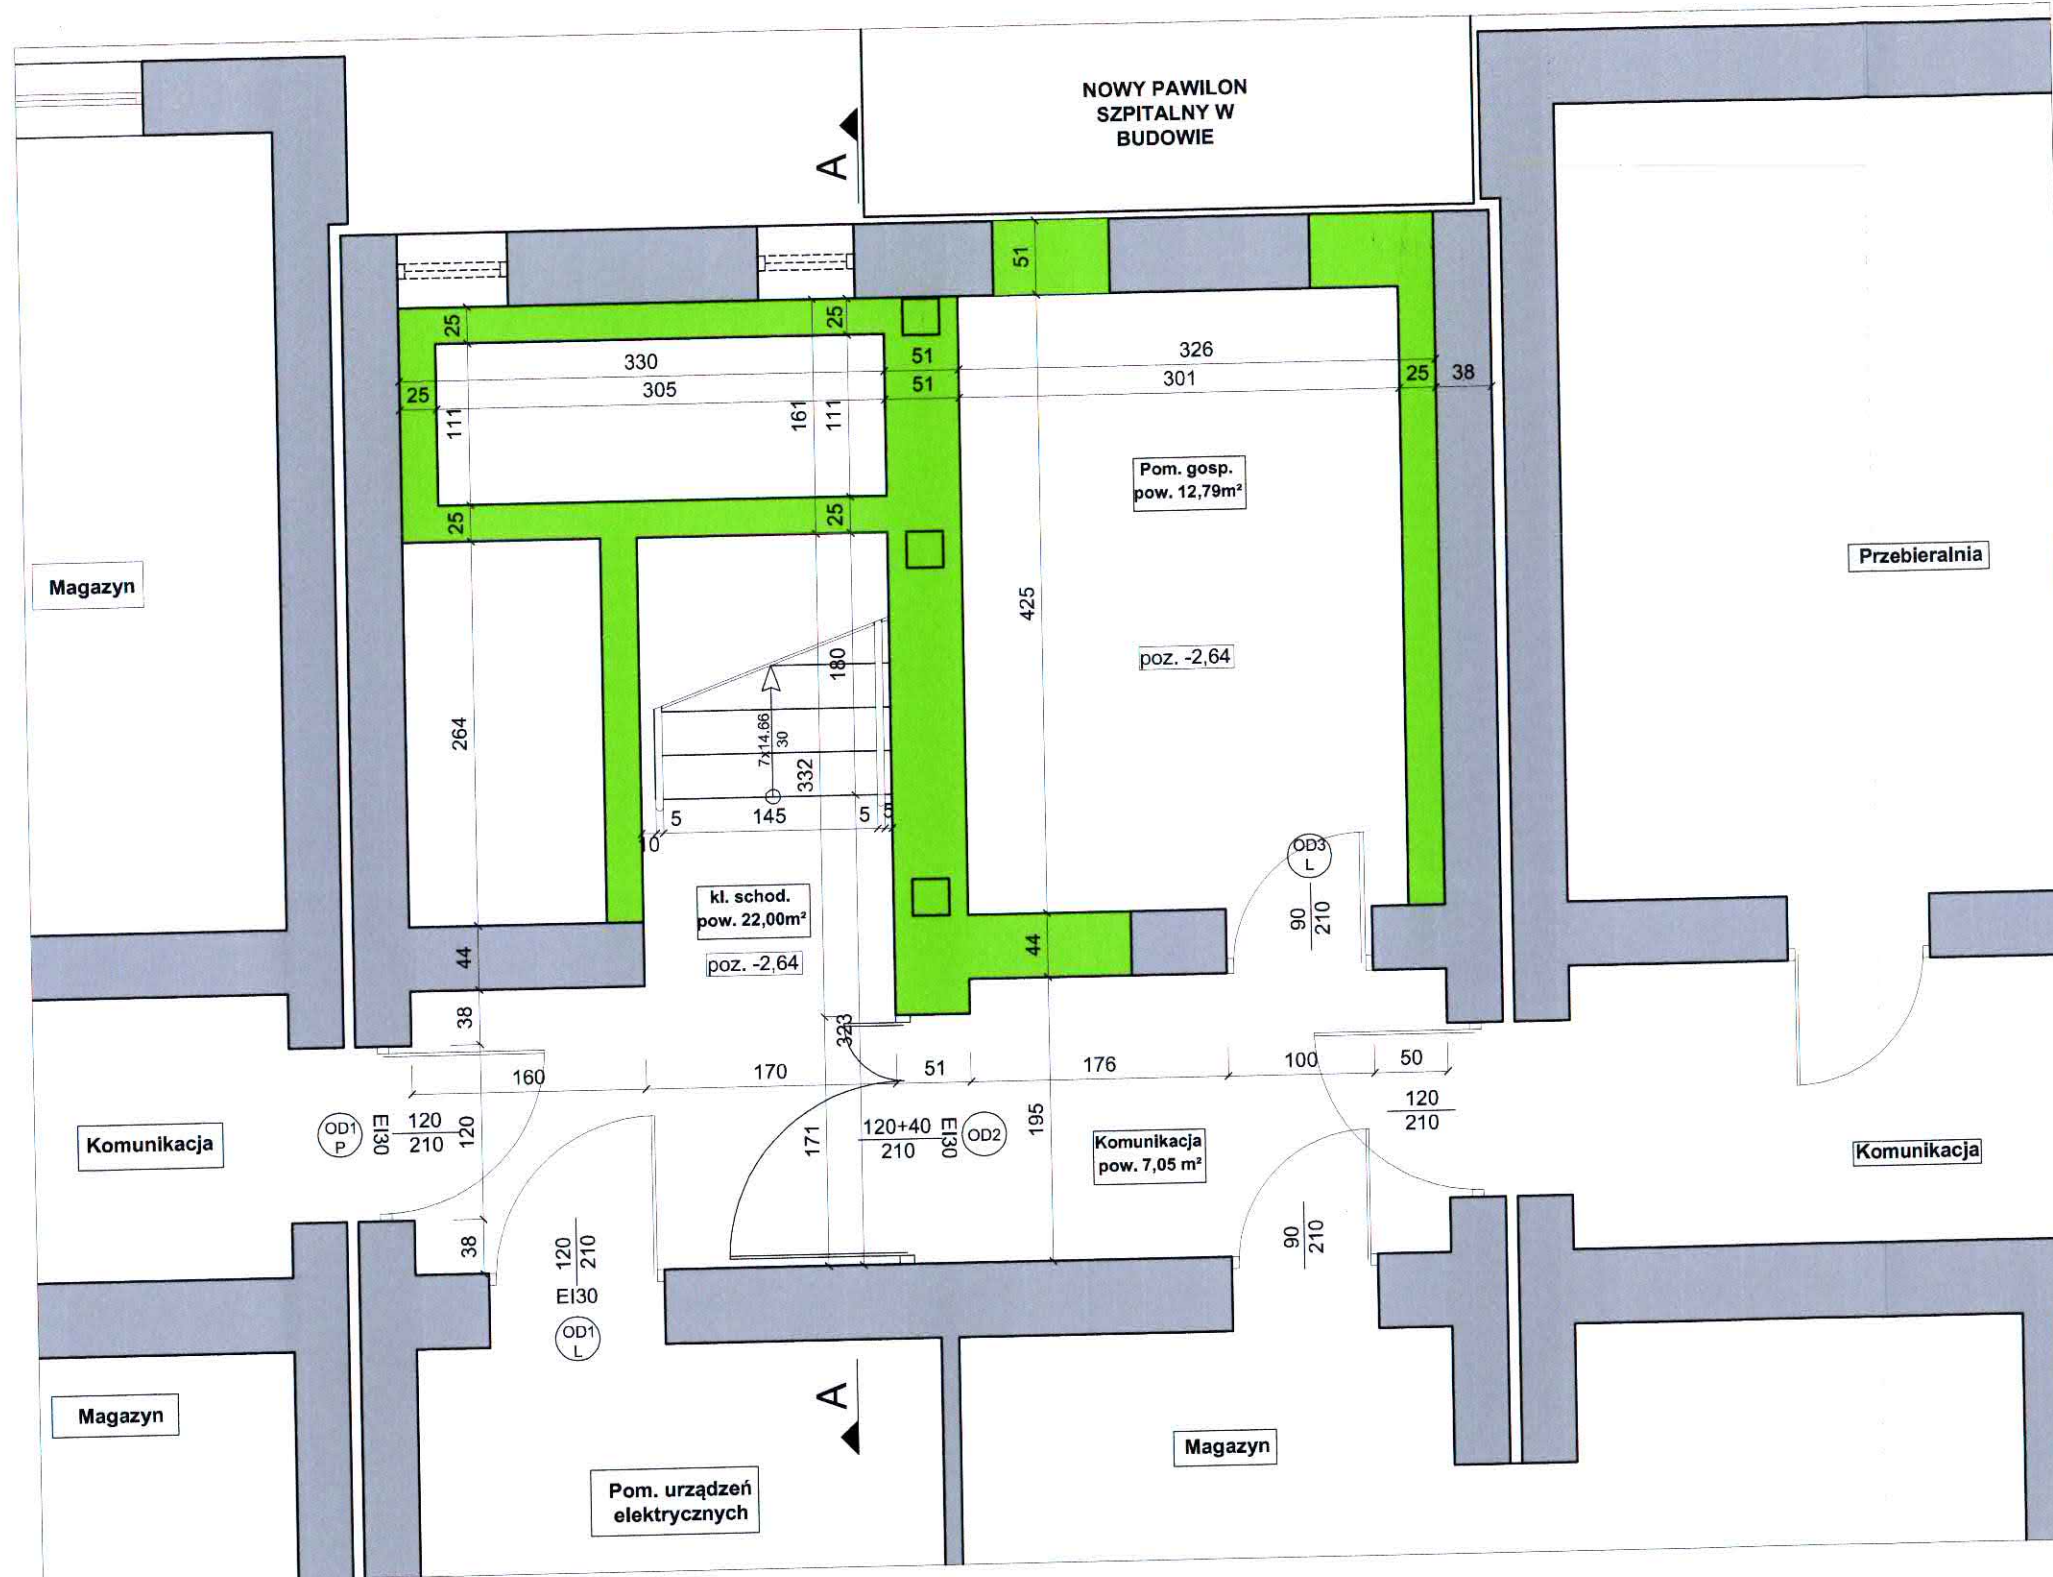 NOWY PAWILON
SZPITALNY W
BUDOWIE
A
51
25
25
330
51
326
25
305
51
301
25
38
111
161
111
Pom. gosp.
pow. 12,79m²
25
25
Przebieralnia
Magazyn
425
poz. -2,64
180
264
7x14.66
30
332
5
145
5
5
10
OD3
L
kl. schod.
pow. 22,00m²
90
210
poz. -2,64
44
44
38
323
160
170
51
176
100
50
120
210
OD1
P
EI30
120
210
120
171
120+40
210
EI30
OD2
195
Komunikacja
Komunikacja
pow. 7,05 m²
Komunikacja
38
120
210
EI30
OD1
L
90
210
A
Magazyn
Magazyn
Pom. urządzeń
elektrycznych